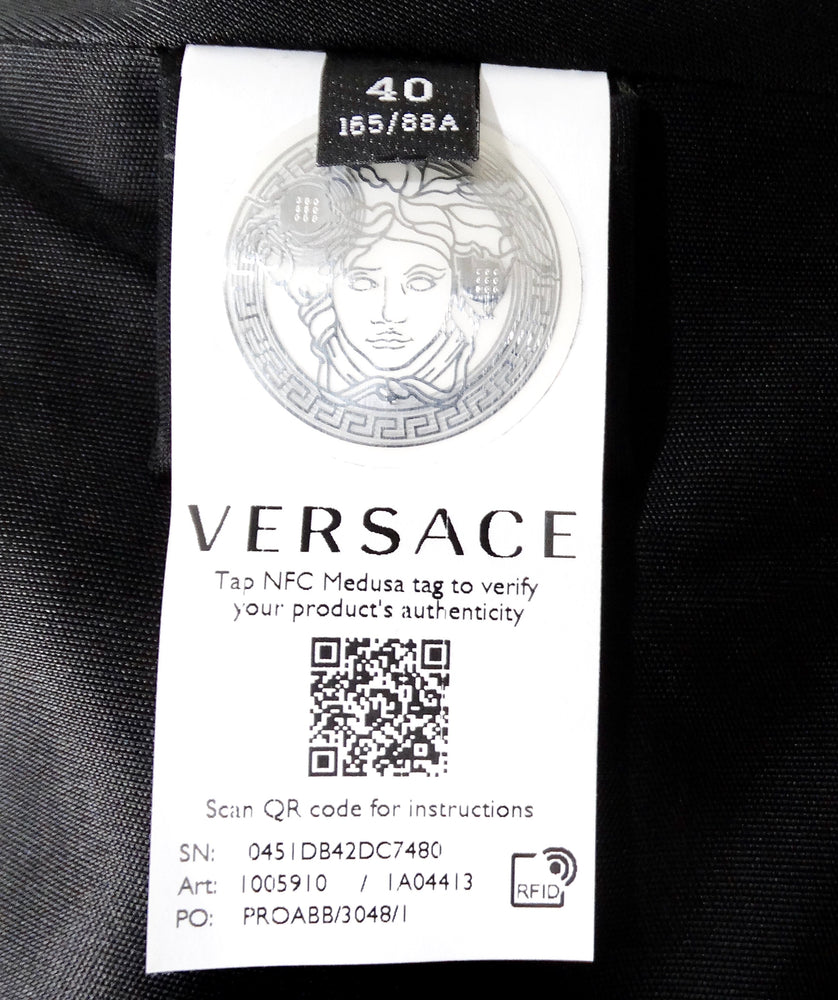 40
165/88A
VERSACE
Tap NFC Medusa tag to verify
your product's authenticity
Scan QR code for instructions
SN: 0451DB42DC7480
Art: 1005910 / 1A04413
PO: PROABB/3048/1
RFID